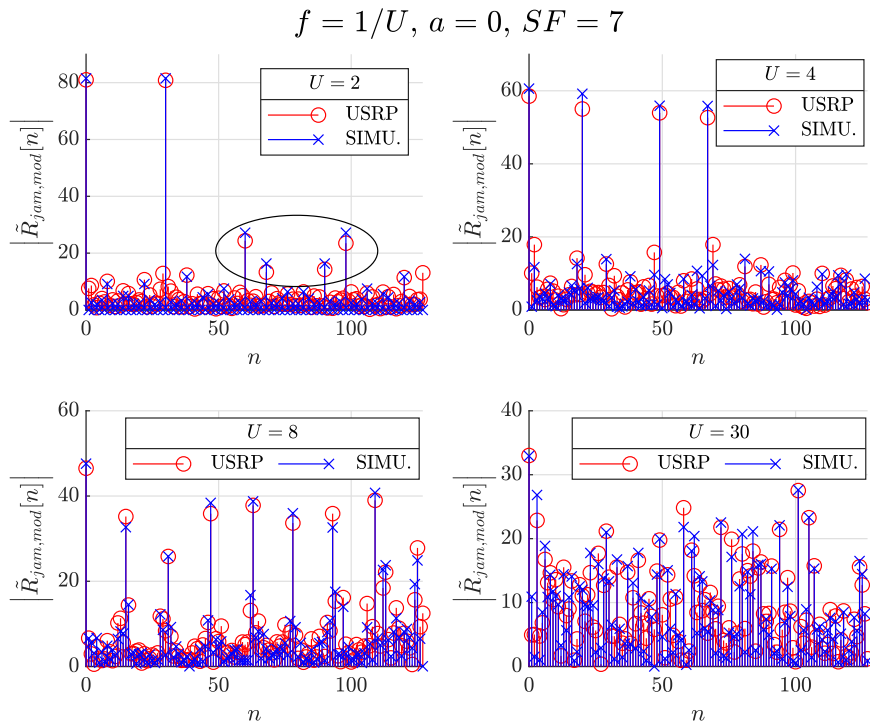 f = 1/U, a = 0, SF = 7
U = 2
USRP
SIMU.
|R̃_{jam,mod}[n]|
80
60
40
20
0
0 50 100
n
U = 4
USRP
SIMU.
|R̃_{jam,mod}[n]|
60
40
20
0
0 50 100
n
U = 8
USRP SIMU.
|R̃_{jam,mod}[n]|
60
40
20
0
0 50 100
n
U = 30
USRP SIMU.
|R̃_{jam,mod}[n]|
40
30
20
10
0
0 50 100
n